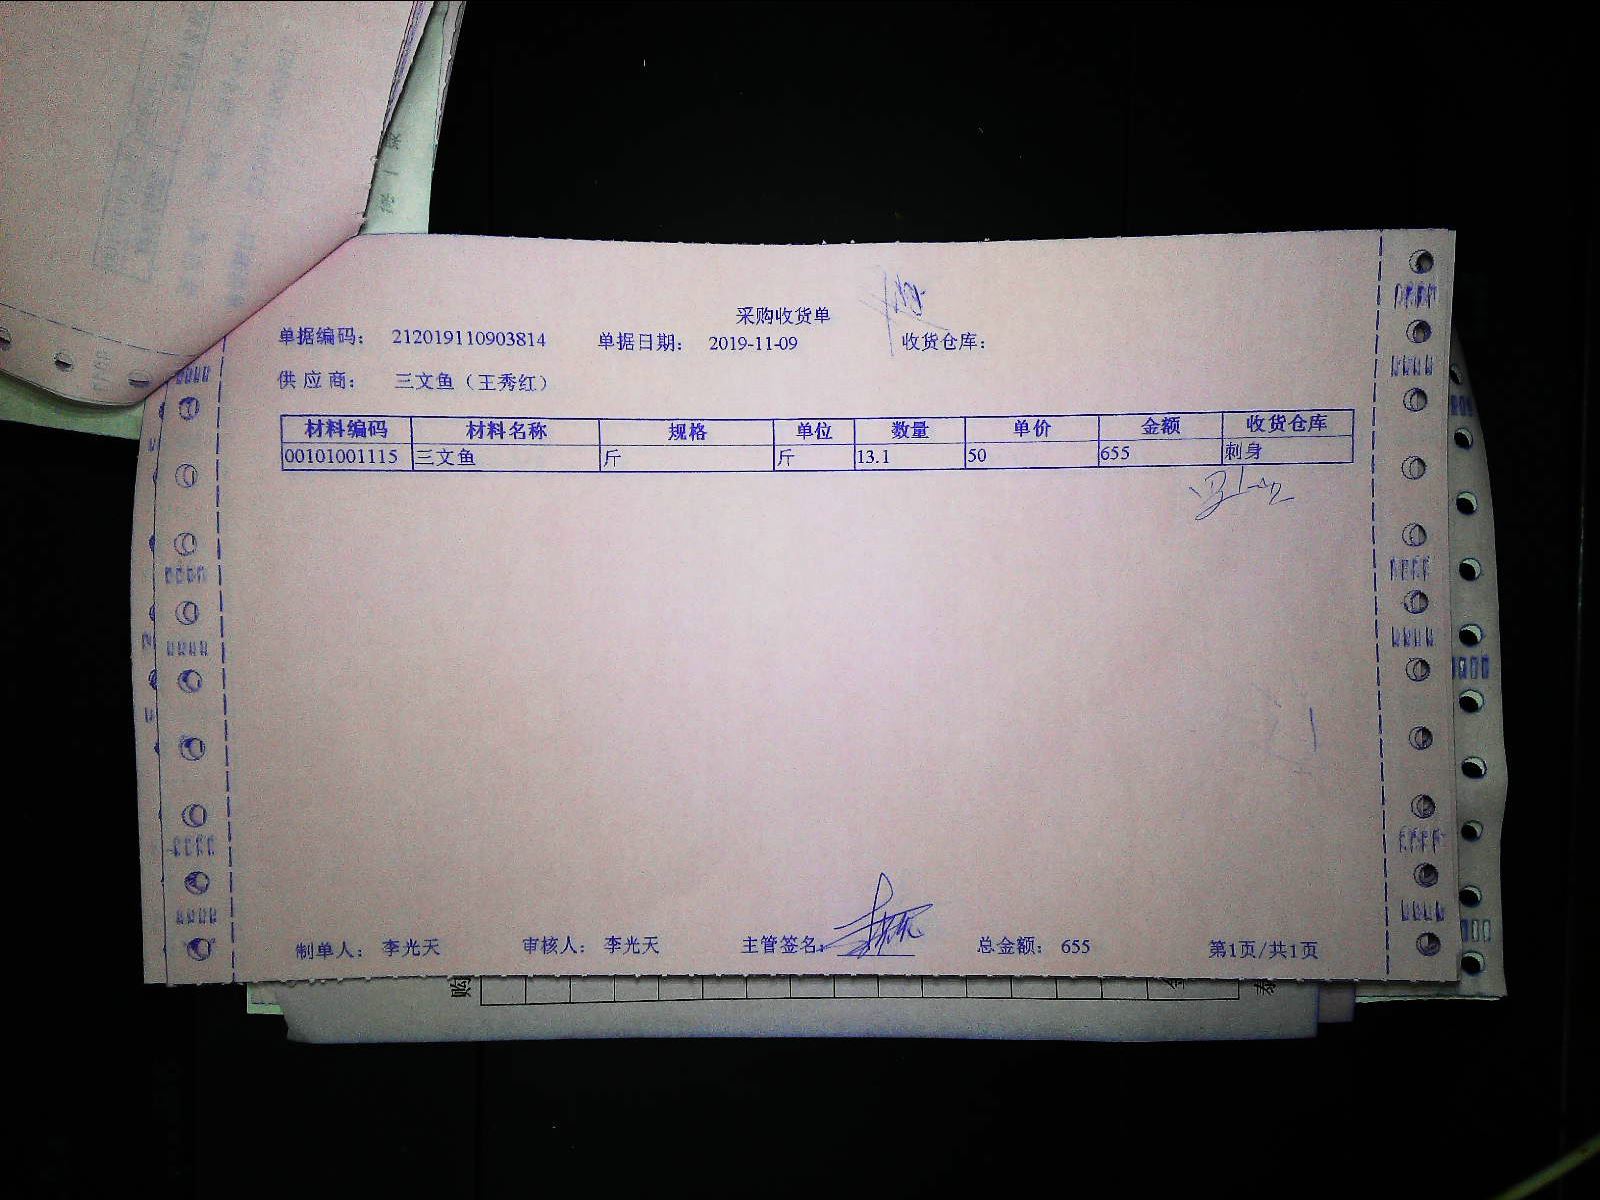 采购收货单
单据编码： 212019110903814 单据日期： 2019-11-09 收货仓库：
供 应 商： 三文鱼（王秀红）
材料编码 材料名称 规格 单位 数量 单价 金额 收货仓库
00101001115 三文鱼 斤 斤 13.1 50 655 刺身
制单人： 李光天 审核人： 李光天 主管签名： 总金额： 655 第1页/共1页
购